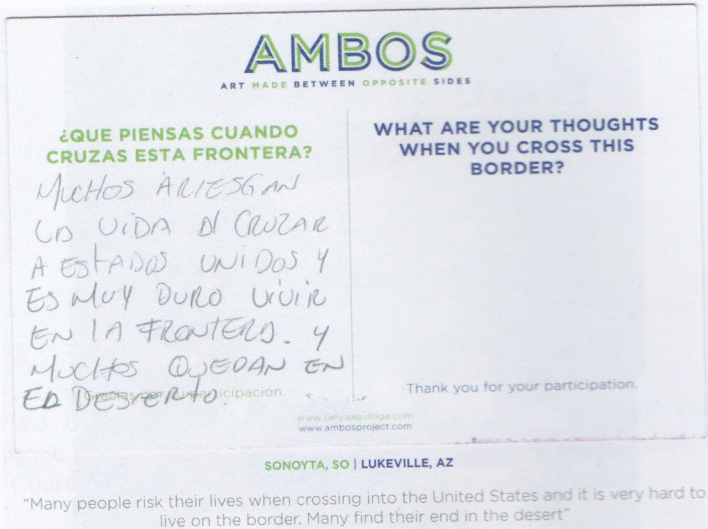 AMBOS
ART MADE BETWEEN OPPOSITE SIDES
¿QUE PIENSAS CUANDO
CRUZAS ESTA FRONTERA?
MUCHOS ARIESGAN
LA VIDA Al CRUZAR
A ESTADOS UNIDOS Y
ES MUY DURO VIVIR
EN lA FRONTERA. Y
MUCHOS QUEDAN EN
EL DESIERTO.
participación.
WHAT ARE YOUR THOUGHTS
WHEN YOU CROSS THIS
BORDER?
Thank you for your participation.
www.tanyaaguiniga.com
www.ambosproject.com
SONOYTA, SO | LUKEVILLE, AZ
"Many people risk their lives when crossing into the United States and it is very hard to
live on the border. Many find their end in the desert"